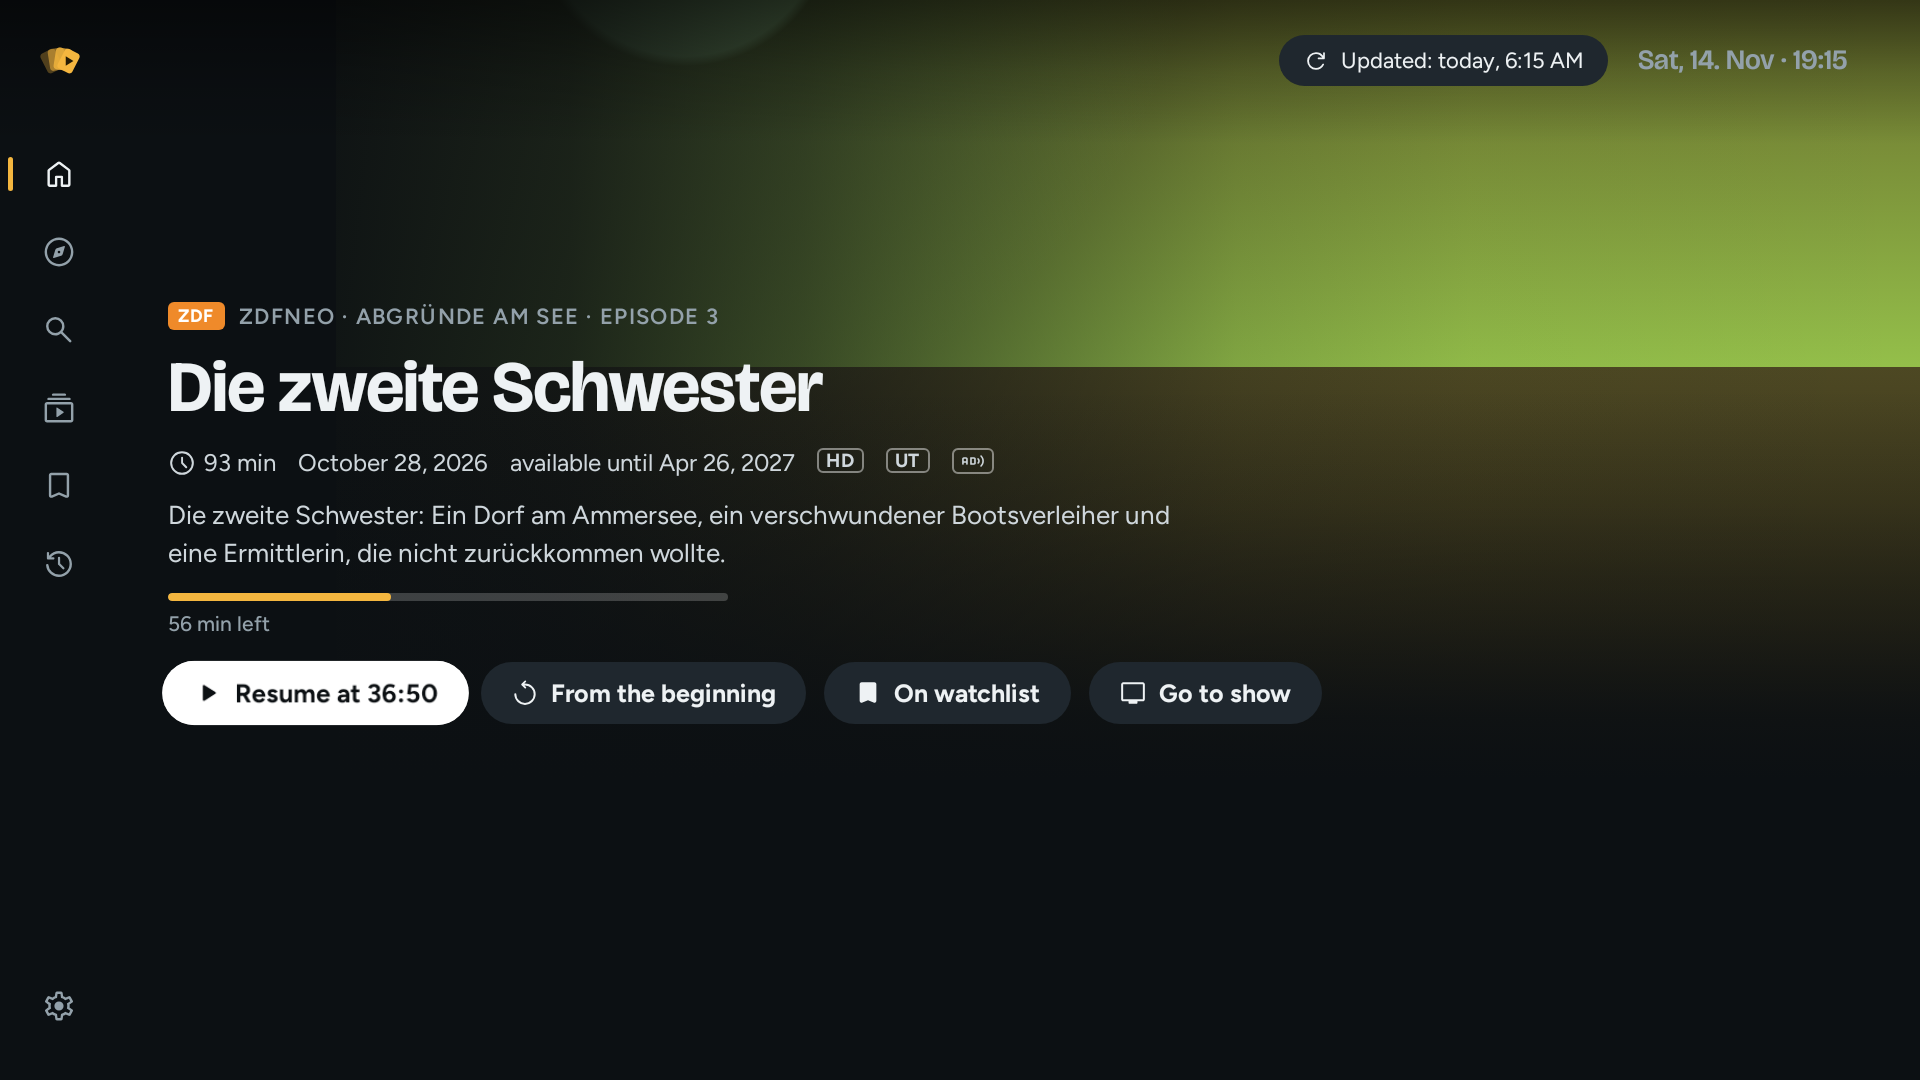 Updated: today, 6:15 AM
Sat, 14. Nov · 19:15
ZDF ZDFNEO · ABGRÜNDE AM SEE · EPISODE 3
Die zweite Schwester
93 min October 28, 2026 available until Apr 26, 2027 HD UT AD
Die zweite Schwester: Ein Dorf am Ammersee, ein verschwundener Bootsverleiher und
eine Ermittlerin, die nicht zurückkommen wollte.
56 min left
Resume at 36:50 From the beginning On watchlist Go to show